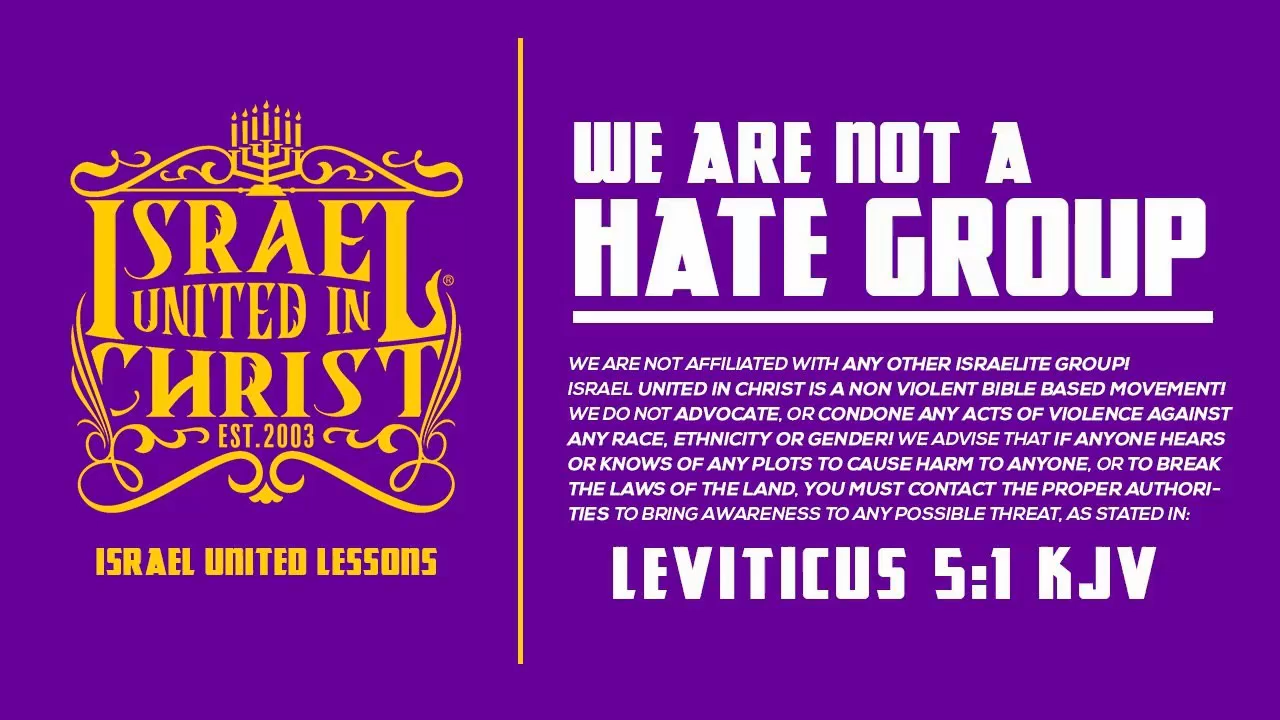 ISRAEL
UNITED IN
CHRIST
®
EST.2003
ISRAEL UNITED LESSONS
WE ARE NOT A
HATE GROUP
WE ARE NOT AFFILIATED WITH ANY OTHER ISRAELITE GROUP!
ISRAEL UNITED IN CHRIST IS A NON VIOLENT BIBLE BASED MOVEMENT!
WE DO NOT ADVOCATE, OR CONDONE ANY ACTS OF VIOLENCE AGAINST
ANY RACE, ETHNICITY OR GENDER! WE ADVISE THAT IF ANYONE HEARS
OR KNOWS OF ANY PLOTS TO CAUSE HARM TO ANYONE, OR TO BREAK
THE LAWS OF THE LAND, YOU MUST CONTACT THE PROPER AUTHORI-
TIES TO BRING AWARENESS TO ANY POSSIBLE THREAT, AS STATED IN:
LEVITICUS 5:1 KJV